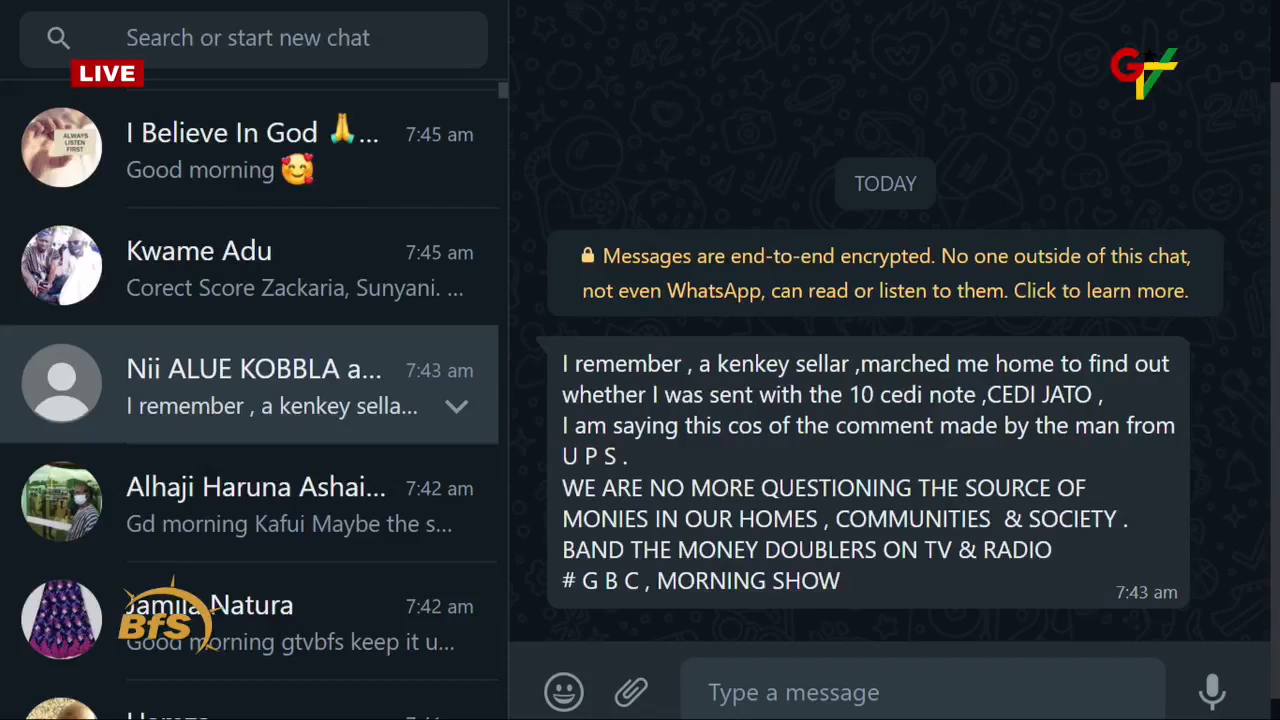 Search or start new chat
LIVE
GTV
I Believe In God 🙏... 7:45 am
ALWAYS
LISTEN
FIRST
Good morning 🥰
Kwame Adu 7:45 am
Corect Score Zackaria, Sunyani. ...
Nii ALUE KOBBLA a... 7:43 am
I remember , a kenkey sella...
Alhaji Haruna Ashai... 7:42 am
Gd morning Kafui Maybe the s...
Jamila Natura 7:42 am
Good morning gtvbfs keep it u...
BFS
TODAY
Messages are end-to-end encrypted. No one outside of this chat,
not even WhatsApp, can read or listen to them. Click to learn more.
I remember , a kenkey sellar ,marched me home to find out
whether I was sent with the 10 cedi note ,CEDI JATO ,
I am saying this cos of the comment made by the man from
U P S .
WE ARE NO MORE QUESTIONING THE SOURCE OF
MONIES IN OUR HOMES , COMMUNITIES & SOCIETY .
BAND THE MONEY DOUBLERS ON TV & RADIO
# G B C , MORNING SHOW
7:43 am
Type a message